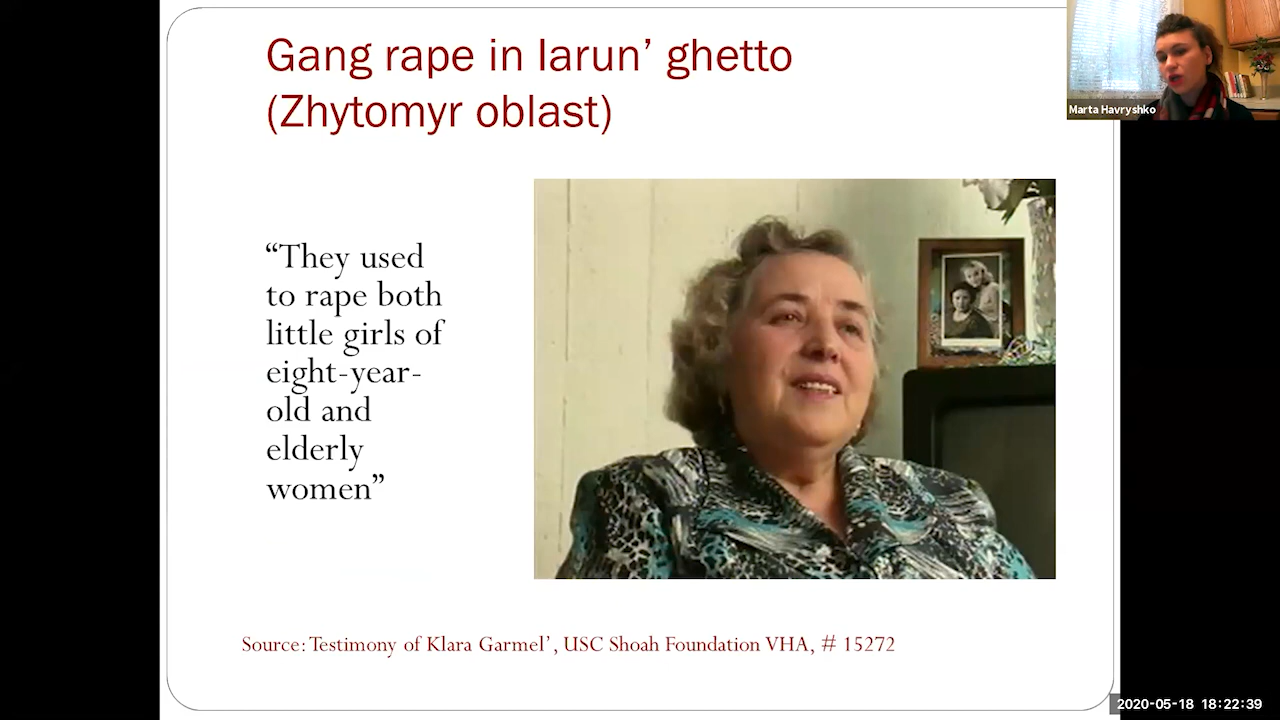 Gang rape in Iarun’ ghetto
(Zhytomyr oblast)
Marta Havryshko
“They used
to rape both
little girls of
eight-year-
old and
elderly
women”
Source: Testimony of Klara Garmel’, USC Shoah Foundation VHA, # 15272
2020-05-18 18:22:39